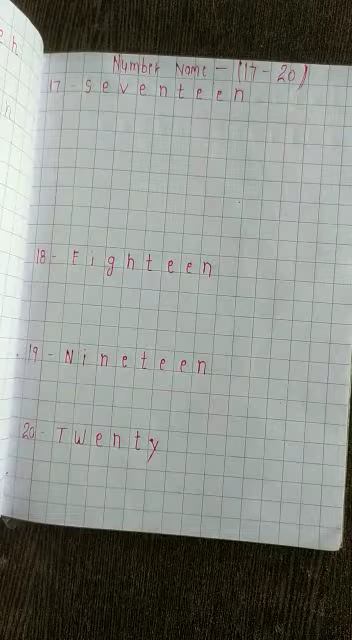 Number Name - (17 - 20)
17 - Seventeen
18 - Eighteen
19 - Nineteen
20 - Twenty